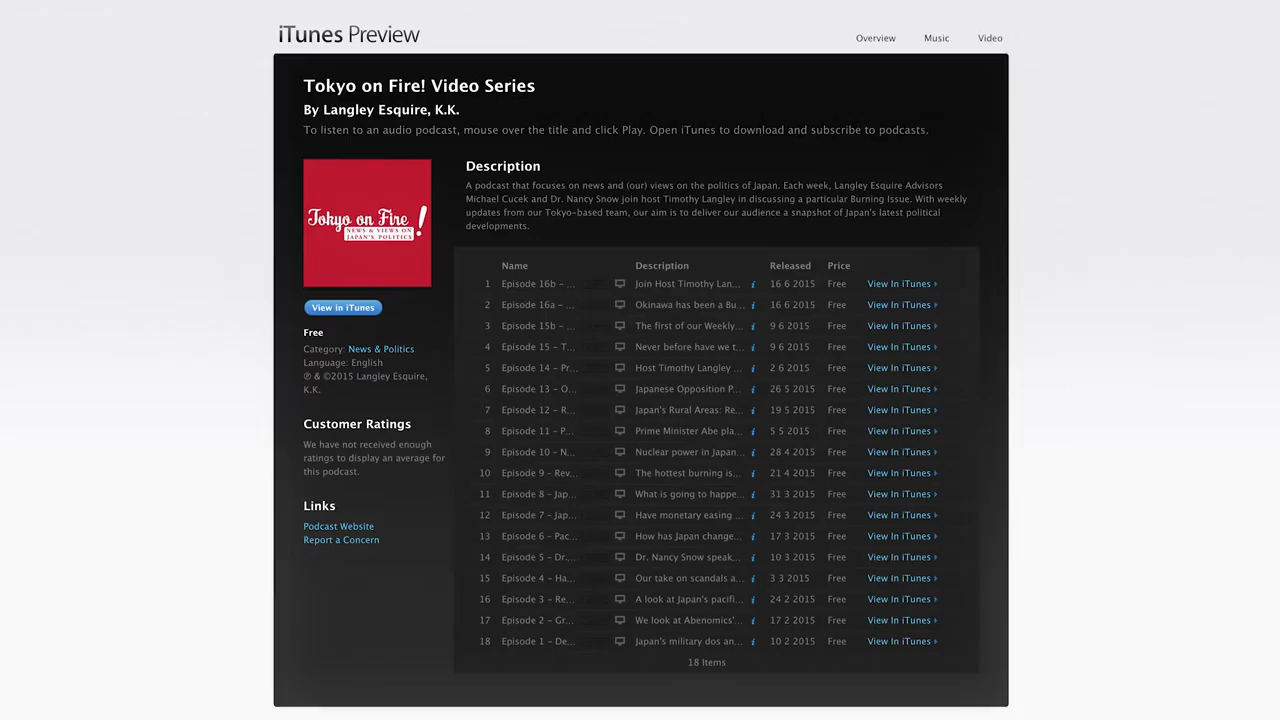 iTunes Preview
Overview Music Video
Tokyo on Fire! Video Series
By Langley Esquire, K.K.
To listen to an audio podcast, mouse over the title and click Play. Open iTunes to download and subscribe to podcasts.
Tokyo on Fire!
NEWS & VIEWS ON
JAPAN'S POLITICS
View in iTunes
Free
Category: News & Politics
Language: English
℗ & ©2015 Langley Esquire,
K.K.
Customer Ratings
We have not received enough
ratings to display an average for
this podcast.
Links
Podcast Website
Report a Concern
Description
A podcast that focuses on news and (our) views on the politics of Japan. Each week, Langley Esquire Advisors
Michael Cucek and Dr. Nancy Snow join host Timothy Langley in discussing a particular Burning Issue. With weekly
updates from our Tokyo-based team, our aim is to deliver our audience a snapshot of Japan's latest political
developments.
Name Description Released Price
1 Episode 16b – ... Join Host Timothy Lan... i 16 6 2015 Free View In iTunes
2 Episode 16a – ... Okinawa has been a Bu... i 16 6 2015 Free View In iTunes
3 Episode 15b – ... The first of our Weekly... i 9 6 2015 Free View In iTunes
4 Episode 15 – T... Never before have we t... i 9 6 2015 Free View In iTunes
5 Episode 14 – Pr... Host Timothy Langley ... i 2 6 2015 Free View In iTunes
6 Episode 13 – O... Japanese Opposition P... i 26 5 2015 Free View In iTunes
7 Episode 12 – R... Japan's Rural Areas: Re... i 19 5 2015 Free View In iTunes
8 Episode 11 – P... Prime Minister Abe pla... i 5 5 2015 Free View In iTunes
9 Episode 10 – N... Nuclear power in Japan... i 28 4 2015 Free View In iTunes
10 Episode 9 – Rev... The hottest burning is... i 21 4 2015 Free View In iTunes
11 Episode 8 – Jap... What is going to happe... i 31 3 2015 Free View In iTunes
12 Episode 7 – Jap... Have monetary easing ... i 24 3 2015 Free View In iTunes
13 Episode 6 – Pac... How has Japan change... i 17 3 2015 Free View In iTunes
14 Episode 5 – Dr.... Dr. Nancy Snow speak... i 10 3 2015 Free View In iTunes
15 Episode 4 – Ha... Our take on scandals a... i 3 3 2015 Free View In iTunes
16 Episode 3 – Re... A look at Japan's pacifi... i 24 2 2015 Free View In iTunes
17 Episode 2 – Gr... We look at Abenomics'... i 17 2 2015 Free View In iTunes
18 Episode 1 – De... Japan's military dos an... i 10 2 2015 Free View In iTunes
18 Items